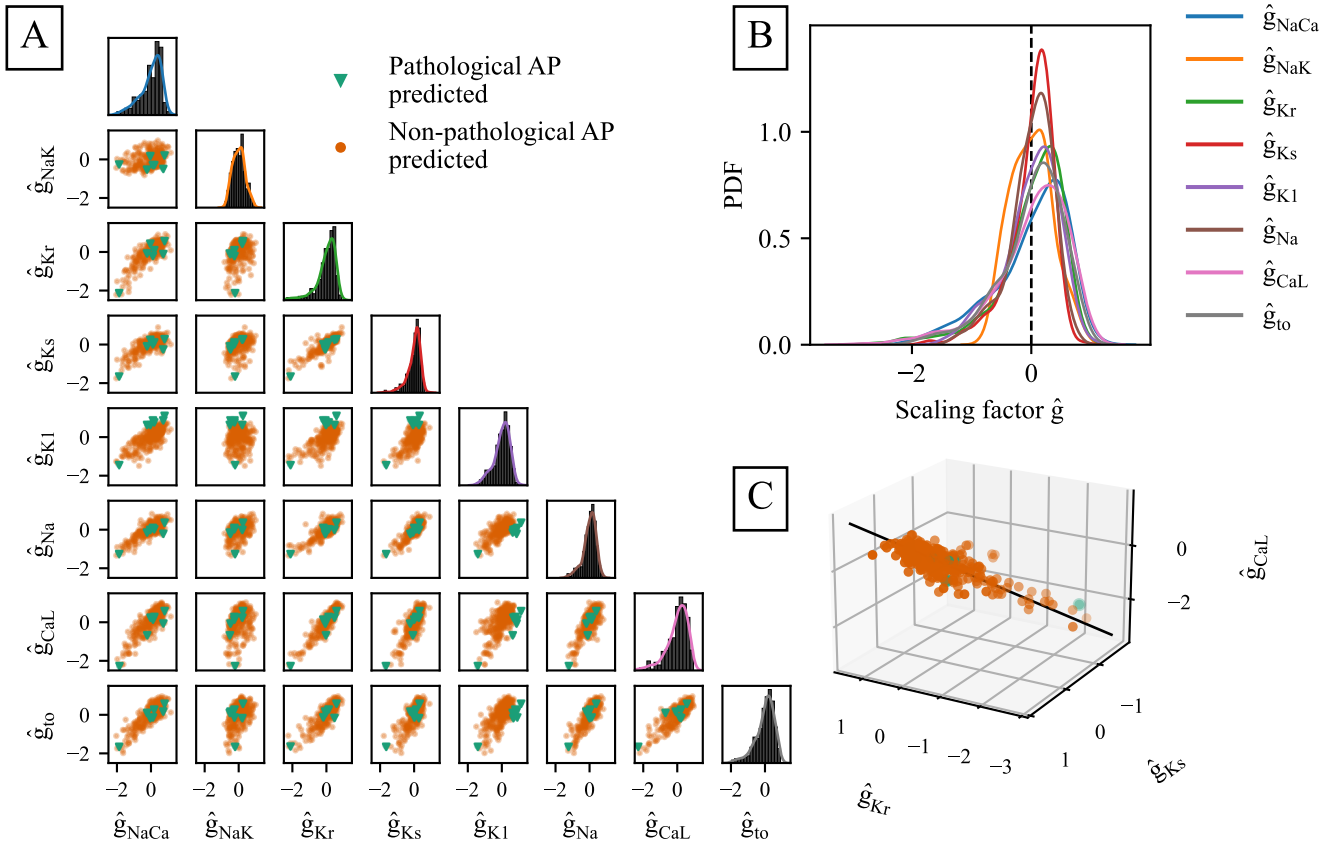 A
Pathological AP
predicted
Non-pathological AP
predicted
ĝNaK
0
−2
ĝKr
0
−2
ĝKs
0
−2
ĝK1
0
−2
ĝNa
0
−2
ĝCaL
0
−2
ĝto
0
−2
−2 0 −2 0 −2 0 −2 0 −2 0 −2 0 −2 0 −2 0
ĝNaCa ĝNaK ĝKr ĝKs ĝK1 ĝNa ĝCaL ĝto
B
PDF
1.0
0.5
0.0
−2 0
Scaling factor ĝ
ĝNaCa
ĝNaK
ĝKr
ĝKs
ĝK1
ĝNa
ĝCaL
ĝto
C
0
−2
ĝCaL
1 0 −1 −2 −3
ĝKr
1 0 −1
ĝKs